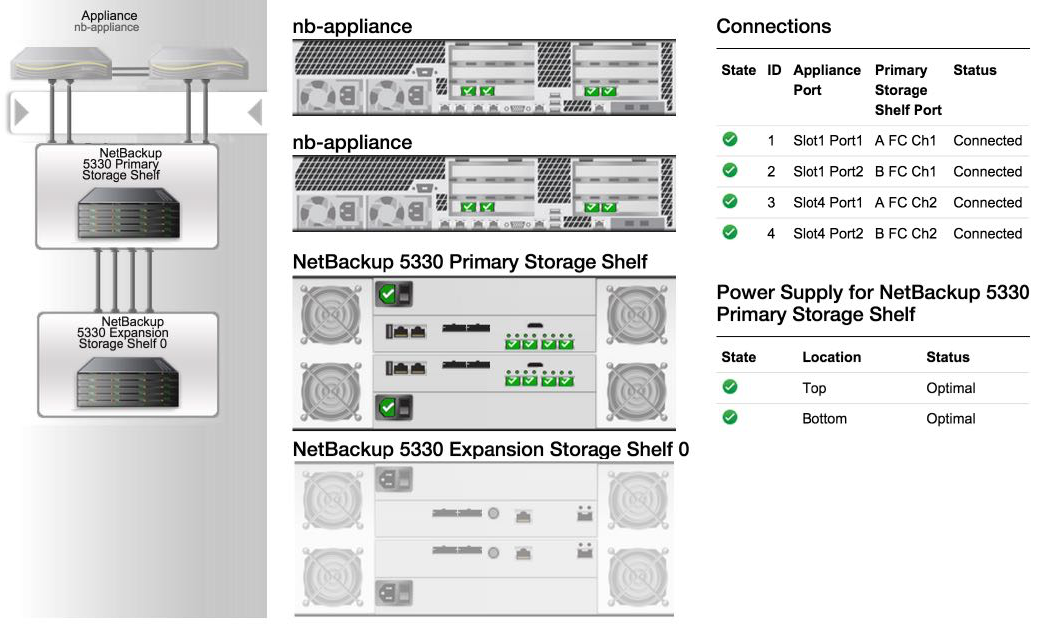 Appliance
nb-appliance
NetBackup
5330 Primary
Storage Shelf
NetBackup
5330 Expansion
Storage Shelf 0
nb-appliance
nb-appliance
NetBackup 5330 Primary Storage Shelf
NetBackup 5330 Expansion Storage Shelf 0
Connections
State ID Appliance Primary Status
Port Storage
Shelf Port
1 Slot1 Port1 A FC Ch1 Connected
2 Slot1 Port2 B FC Ch1 Connected
3 Slot4 Port1 A FC Ch2 Connected
4 Slot4 Port2 B FC Ch2 Connected
Power Supply for NetBackup 5330
Primary Storage Shelf
State Location Status
Top Optimal
Bottom Optimal